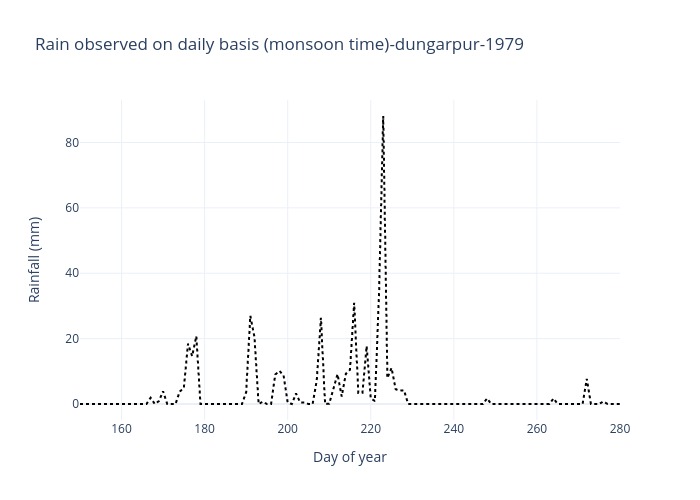 Rain observed on daily basis (monsoon time)-dungarpur-1979
80
60
40
20
0
Rainfall (mm)
160 180 200 220 240 260 280
Day of year